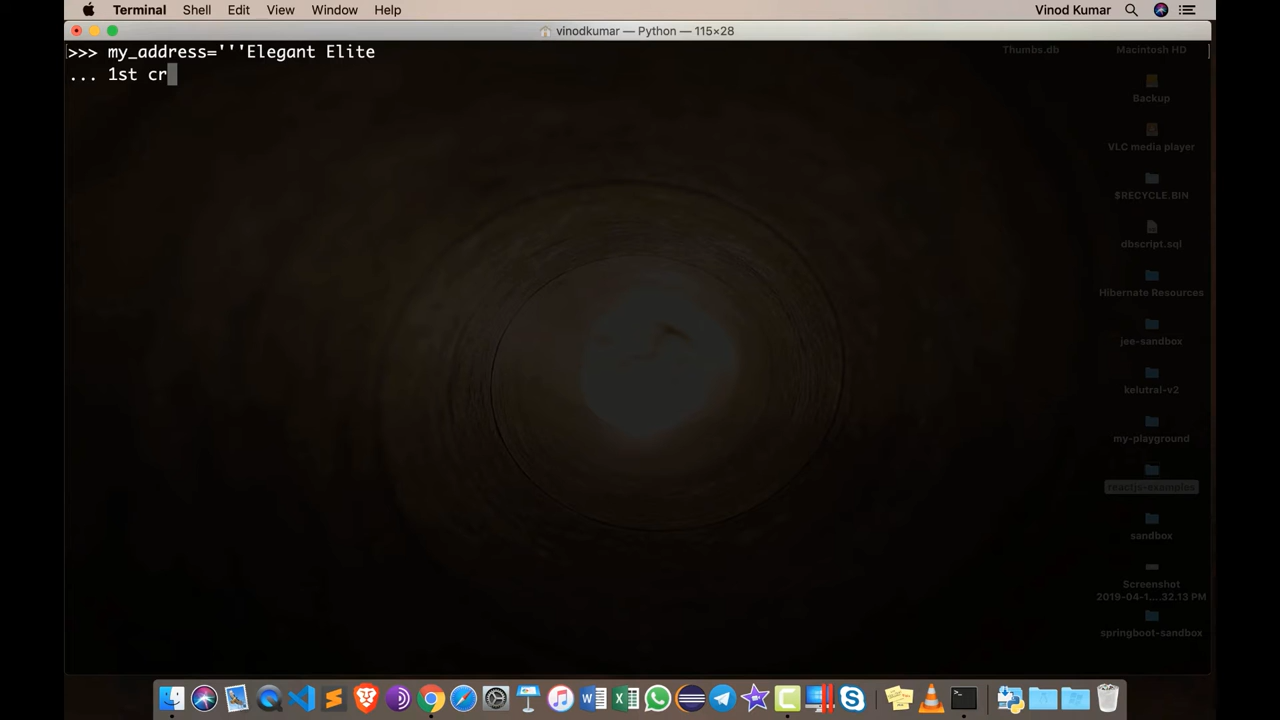 Terminal Shell Edit View Window Help Vinod Kumar
vinodkumar — Python — 115×28
>>> my_address='''Elegant Elite
... 1st cr
Thumbs.db
Macintosh HD
Backup
VLC media player
$RECYCLE.BIN
dbscript.sql
Hibernate Resources
jee-sandbox
kelutral-v2
my-playground
reactjs-examples
sandbox
Screenshot
2019-04-1....32.13 PM
springboot-sandbox